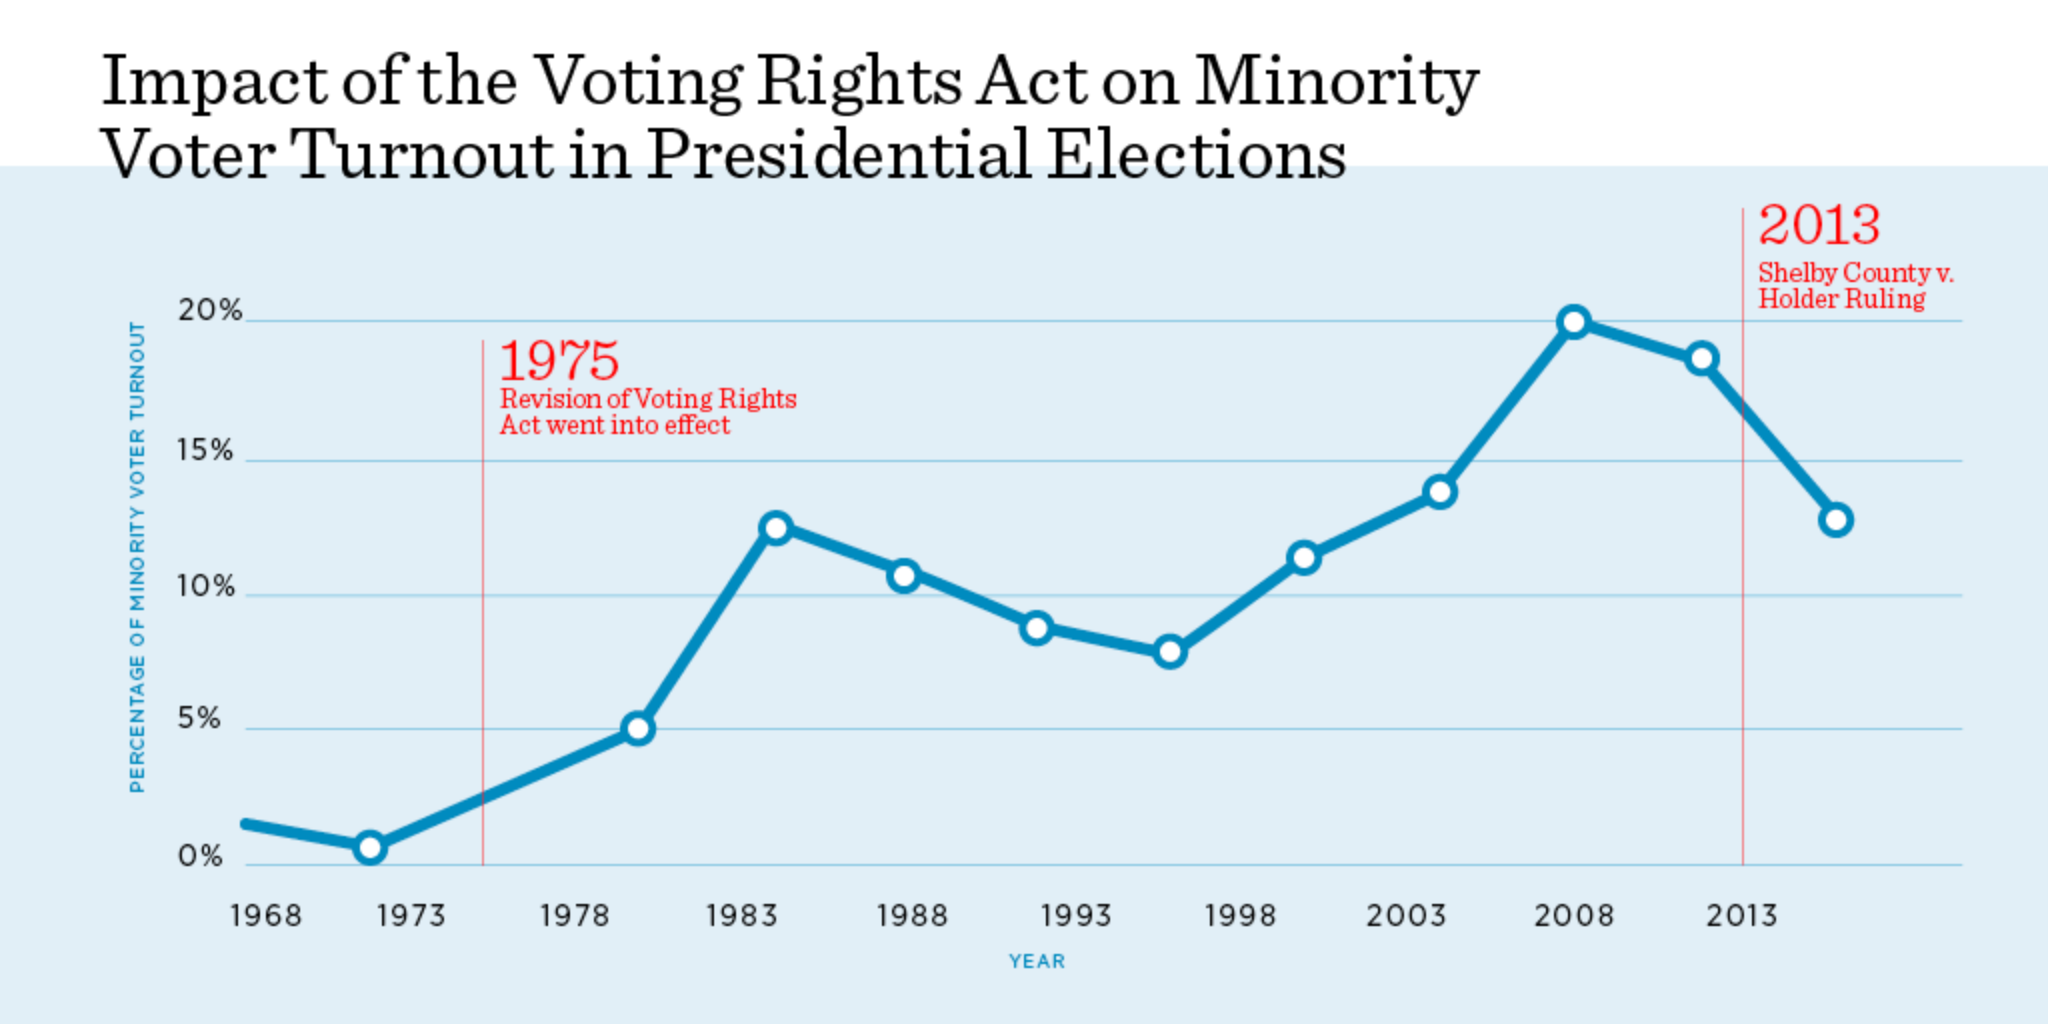 Impact of the Voting Rights Act on Minority
Voter Turnout in Presidential Elections
2013
Shelby County v.
Holder Ruling
1975
Revision of Voting Rights
Act went into effect
PERCENTAGE OF MINORITY VOTER TURNOUT
20%
15%
10%
5%
0%
1968 1973 1978 1983 1988 1993 1998 2003 2008 2013
YEAR